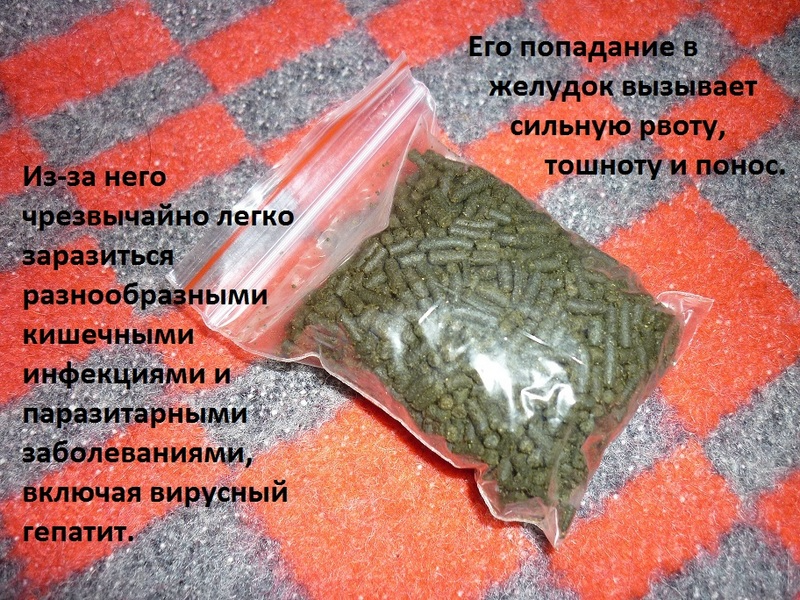 Его попадание в
желудок вызывает
сильную рвоту,
тошноту и понос.
Из-за него
чрезвычайно легко
заразиться
разнообразными
кишечными
инфекциями и
паразитарными
заболеваниями,
включая вирусный
гепатит.